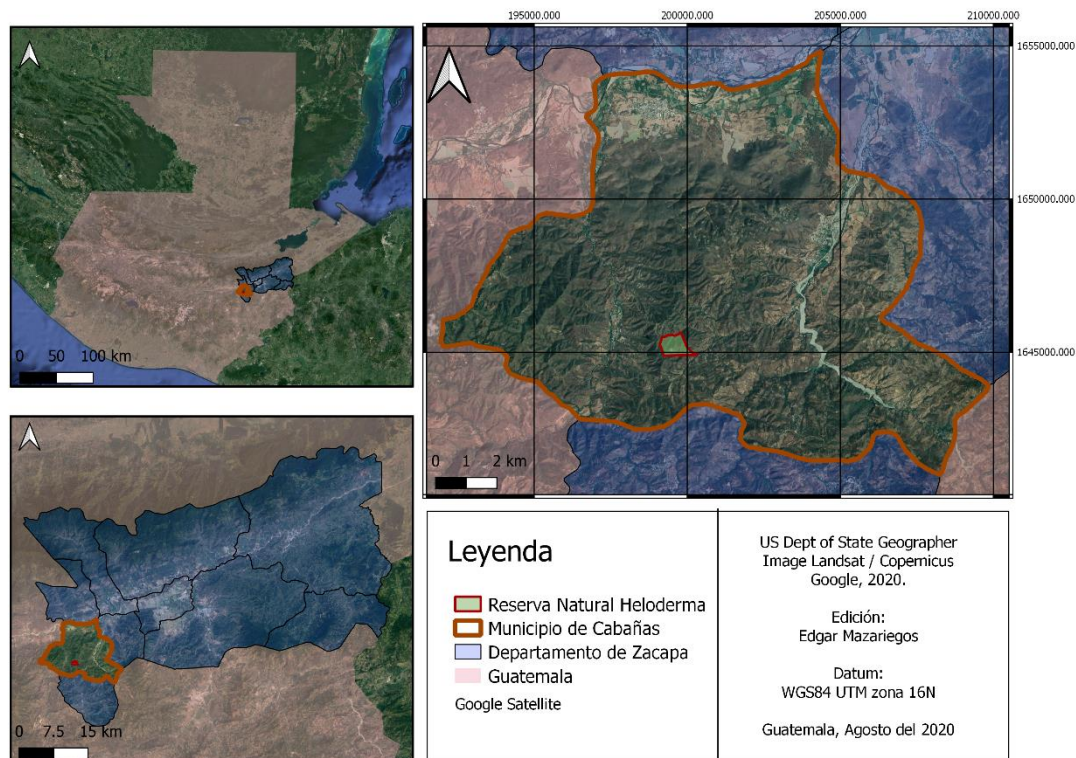 0 50 100 km
0 7.5 15 km
195000.000 200000.000 205000.000 210000.000
1655000.000
1650000.000
1645000.000
0 1 2 km
Leyenda
Reserva Natural Heloderma
Municipio de Cabañas
Departamento de Zacapa
Guatemala
Google Satellite
US Dept of State Geographer
Image Landsat / Copernicus
Google, 2020.
Edición:
Edgar Mazariegos
Datum:
WGS84 UTM zona 16N
Guatemala, Agosto del 2020